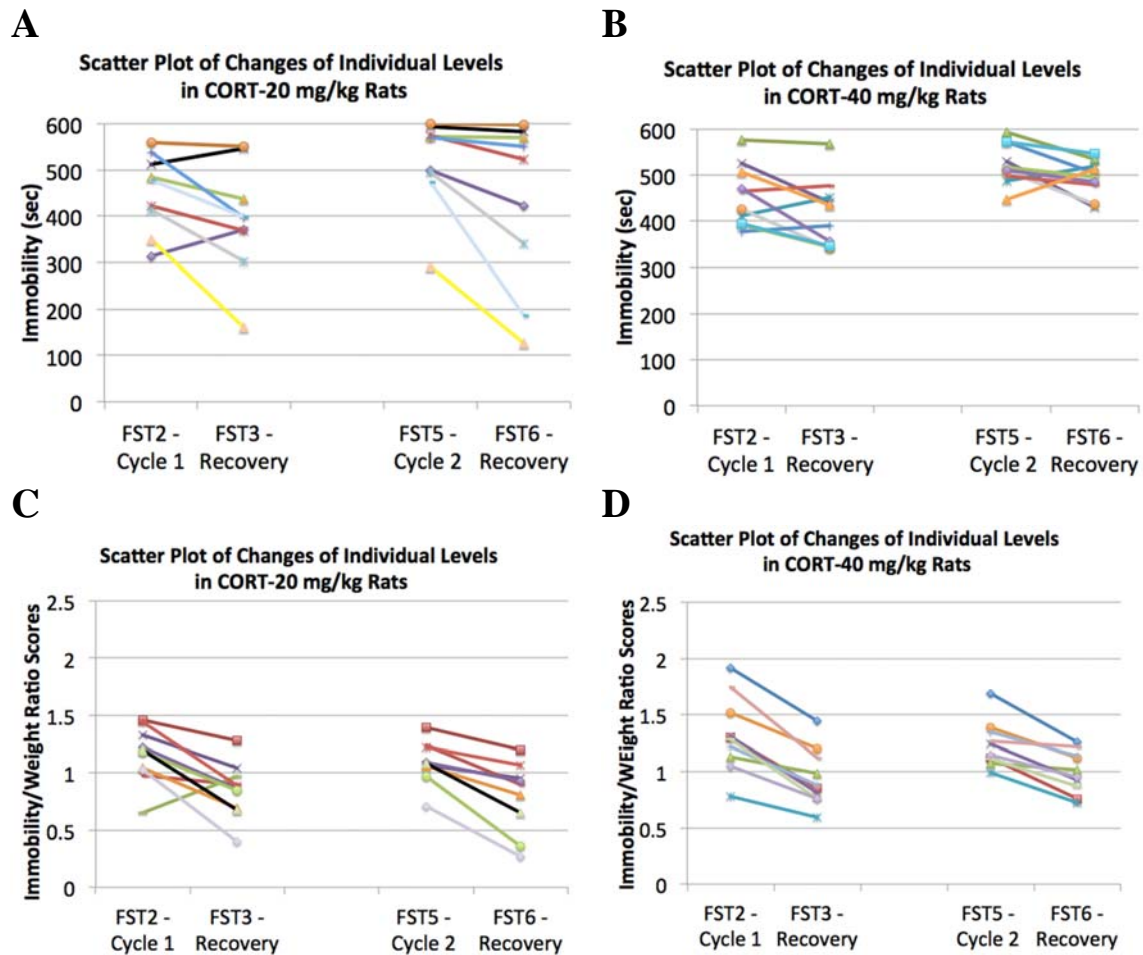 A
Scatter Plot of Changes of Individual Levels
in CORT-20 mg/kg Rats
Immobility (sec)
600
500
400
300
200
100
0
FST2 -
Cycle 1
FST3 -
Recovery
FST5 -
Cycle 2
FST6 -
Recovery
B
Scatter Plot of Changes of Individual Levels
in CORT-40 mg/kg Rats
Immobility (sec)
600
500
400
300
200
100
0
FST2 -
Cycle 1
FST3 -
Recovery
FST5 -
Cycle 2
FST6 -
Recovery
C
Scatter Plot of Changes of Individual Levels
in CORT-20 mg/kg Rats
Immobility/Weight Ratio Scores
2.5
2
1.5
1
0.5
0
FST2 -
Cycle 1
FST3 -
Recovery
FST5 -
Cycle 2
FST6 -
Recovery
D
Scatter Plot of Changes of Individual Levels
in CORT-40 mg/kg Rats
Immobility/WEight Ratio Scores
2.5
2
1.5
1
0.5
0
FST2 -
Cycle 1
FST3 -
Recovery
FST5 -
Cycle 2
FST6 -
Recovery